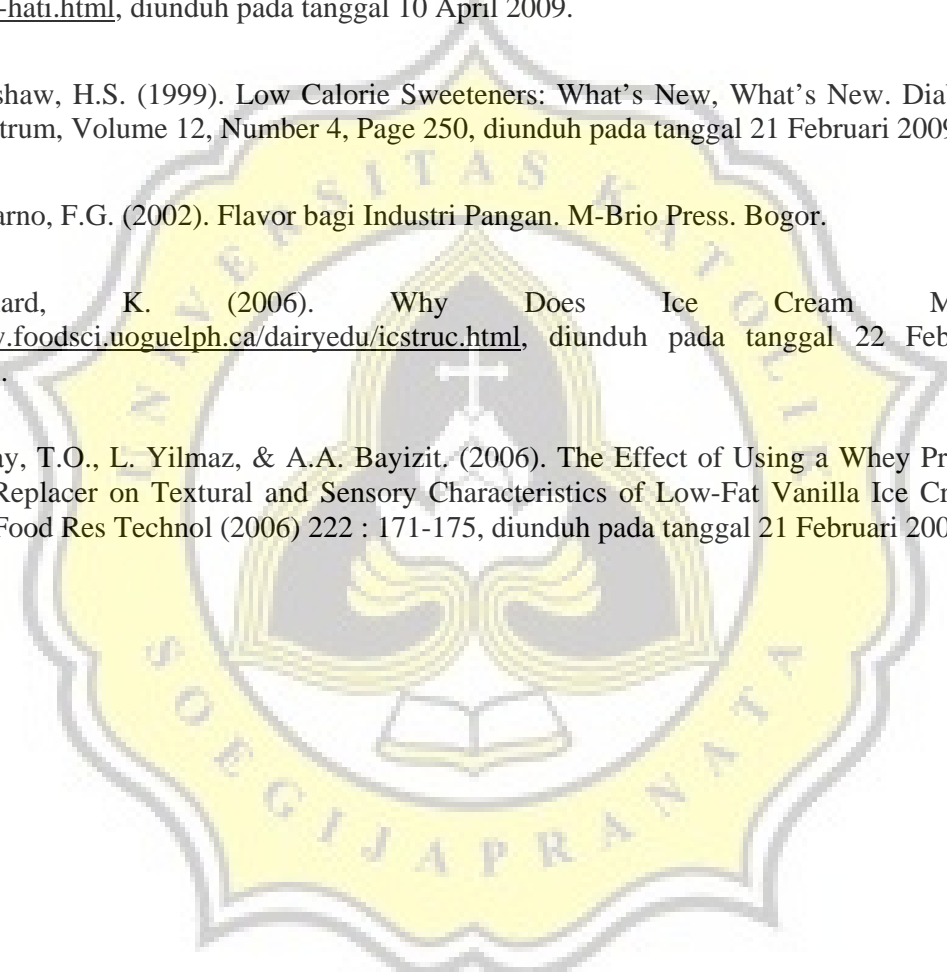 -hati.html, diunduh pada tanggal 10 April 2009.
shaw, H.S. (1999). Low Calorie Sweeteners: What's New, What's New. Diab
trum, Volume 12, Number 4, Page 250, diunduh pada tanggal 21 Februari 2009
arno, F.G. (2002). Flavor bagi Industri Pangan. M-Brio Press. Bogor.
ard, K. (2006). Why Does Ice Cream M
w.foodsci.uoguelph.ca/dairyedu/icstruc.html, diunduh pada tanggal 22 Feb
.
ay, T.O., L. Yilmaz, & A.A. Bayizit. (2006). The Effect of Using a Whey Pr
Replacer on Textural and Sensory Characteristics of Low-Fat Vanilla Ice Cr
Food Res Technol (2006) 222 : 171-175, diunduh pada tanggal 21 Februari 200
UNIVERSITAS KATOLIK
SOEGIJAPRANATA